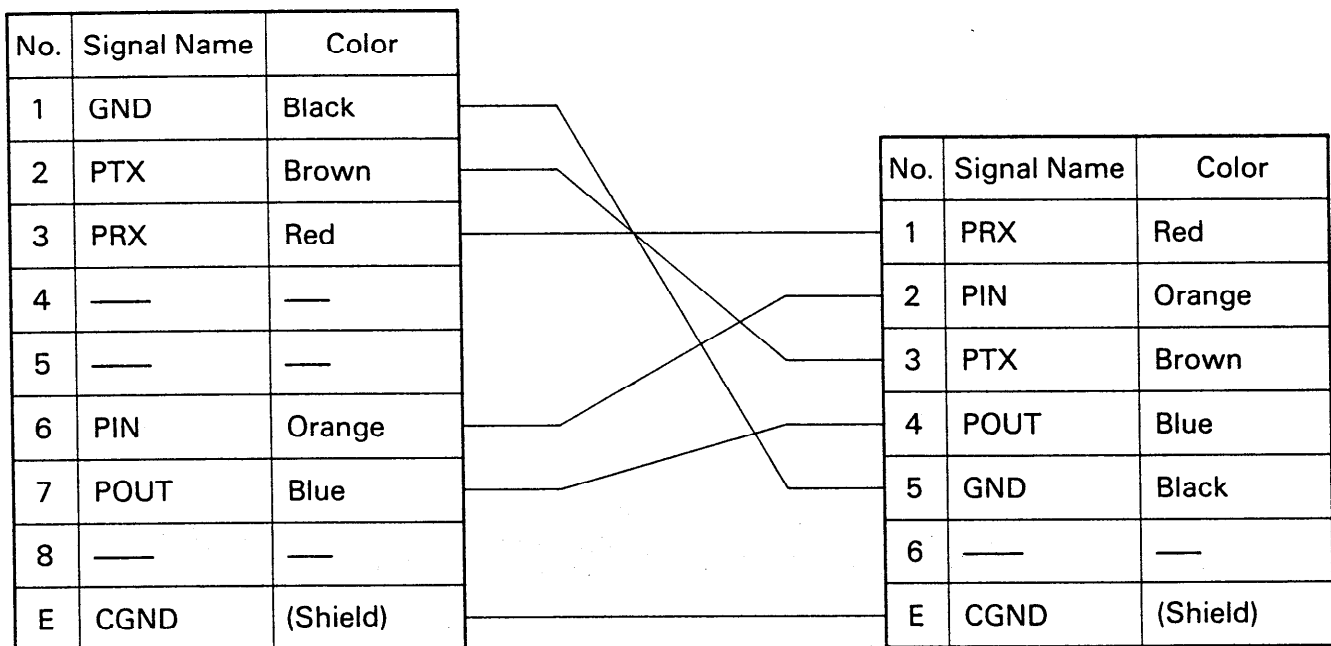 No. Signal Name Color
1 GND Black
2 PTX Brown
3 PRX Red
4 —— ——
5 —— ——
6 PIN Orange
7 POUT Blue
8 —— ——
E CGND (Shield)
No. Signal Name Color
1 PRX Red
2 PIN Orange
3 PTX Brown
4 POUT Blue
5 GND Black
6 —— ——
E CGND (Shield)